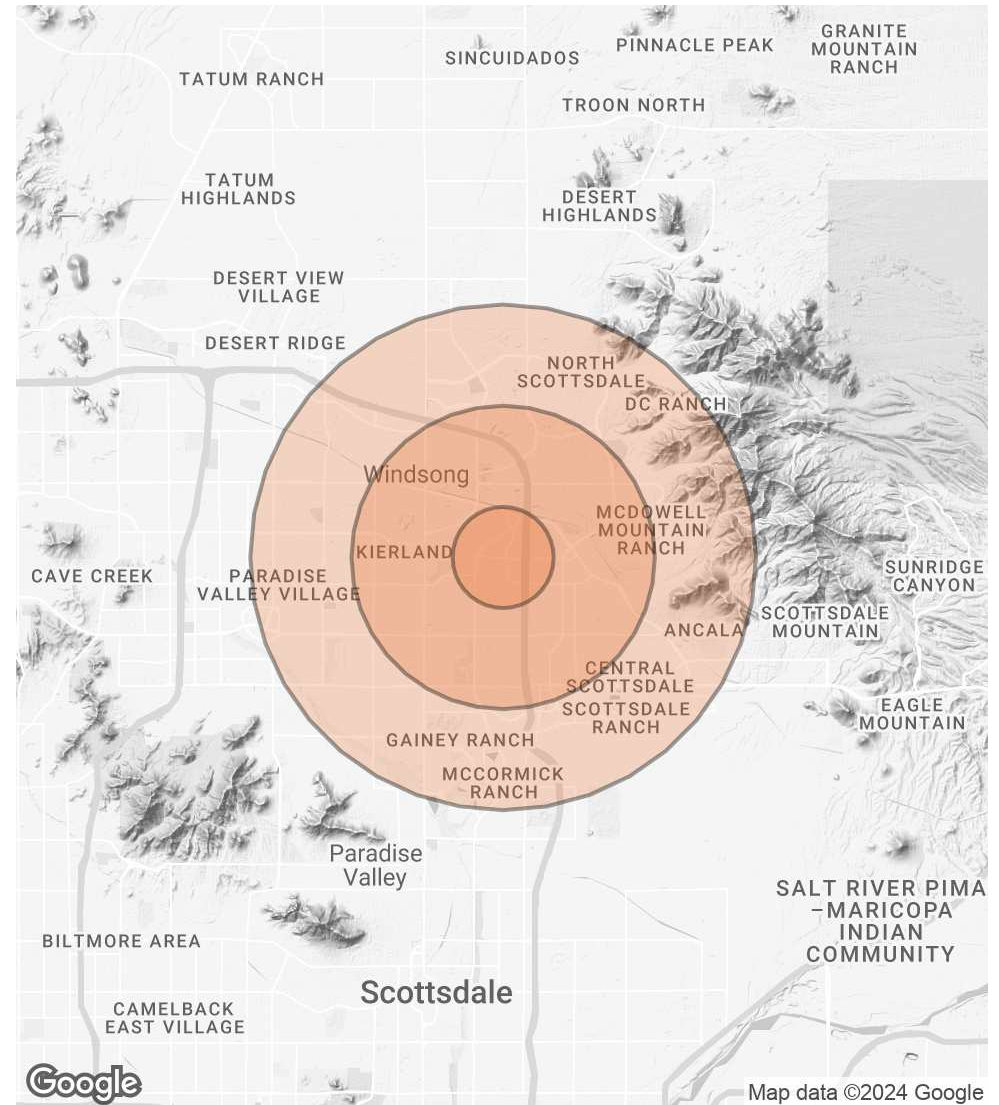 GRANITE
MOUNTAIN
RANCH
PINNACLE PEAK
SINCUIDADOS
TATUM RANCH
TROON NORTH
TATUM
HIGHLANDS
DESERT
HIGHLANDS
DESERT VIEW
VILLAGE
DESERT RIDGE
NORTH
SCOTTSDALE
DC RANCH
Windsong
MCDOWELL
MOUNTAIN
RANCH
KIERLAND
CAVE CREEK
PARADISE
VALLEY VILLAGE
SUNRIDGE
CANYON
SCOTTSDALE
MOUNTAIN
ANCALA
CENTRAL
SCOTTSDALE
SCOTTSDALE
RANCH
EAGLE
MOUNTAIN
GAINEY RANCH
MCCORMICK
RANCH
Paradise
Valley
SALT RIVER PIMA
–MARICOPA
INDIAN
COMMUNITY
BILTMORE AREA
Scottsdale
CAMELBACK
EAST VILLAGE
Google
Map data ©2024 Google